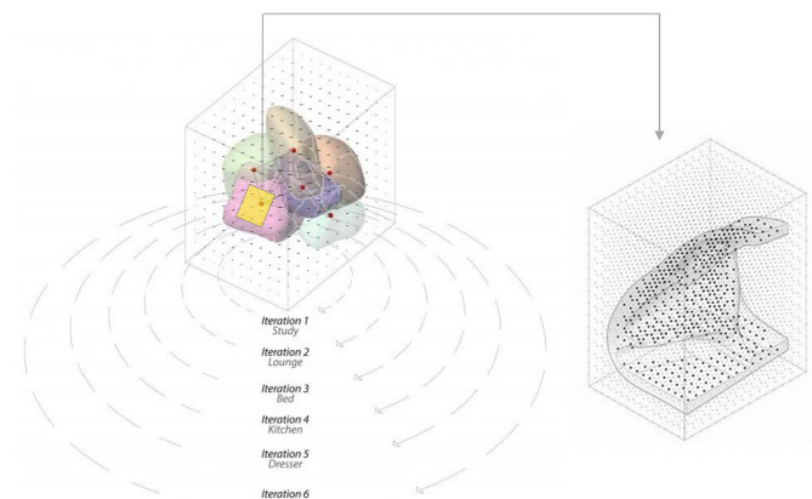 Iteration 1
Study
Iteration 2
Lounge
Iteration 3
Bed
Iteration 4
Kitchen
Iteration 5
Dresser
Iteration 6